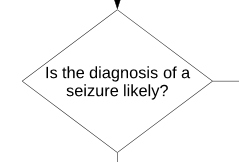 Is the diagnosis of a
seizure likely?